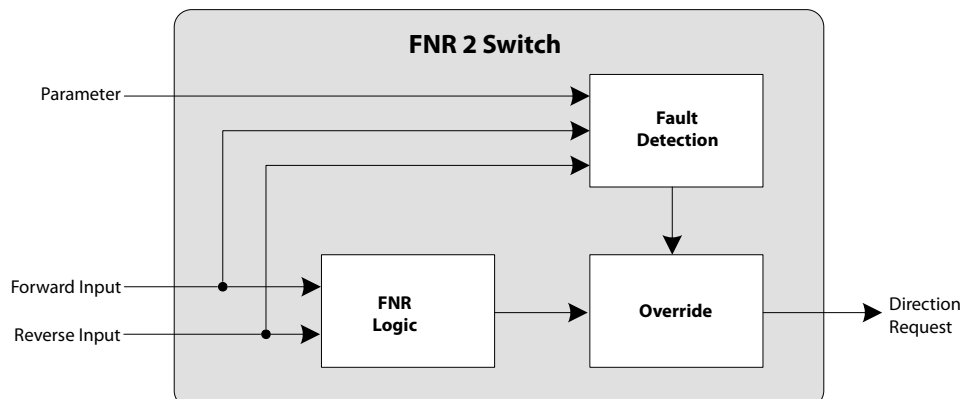 FNR 2 Switch
Parameter
Fault
Detection
Forward Input
Reverse Input
FNR
Logic
Override
Direction
Request